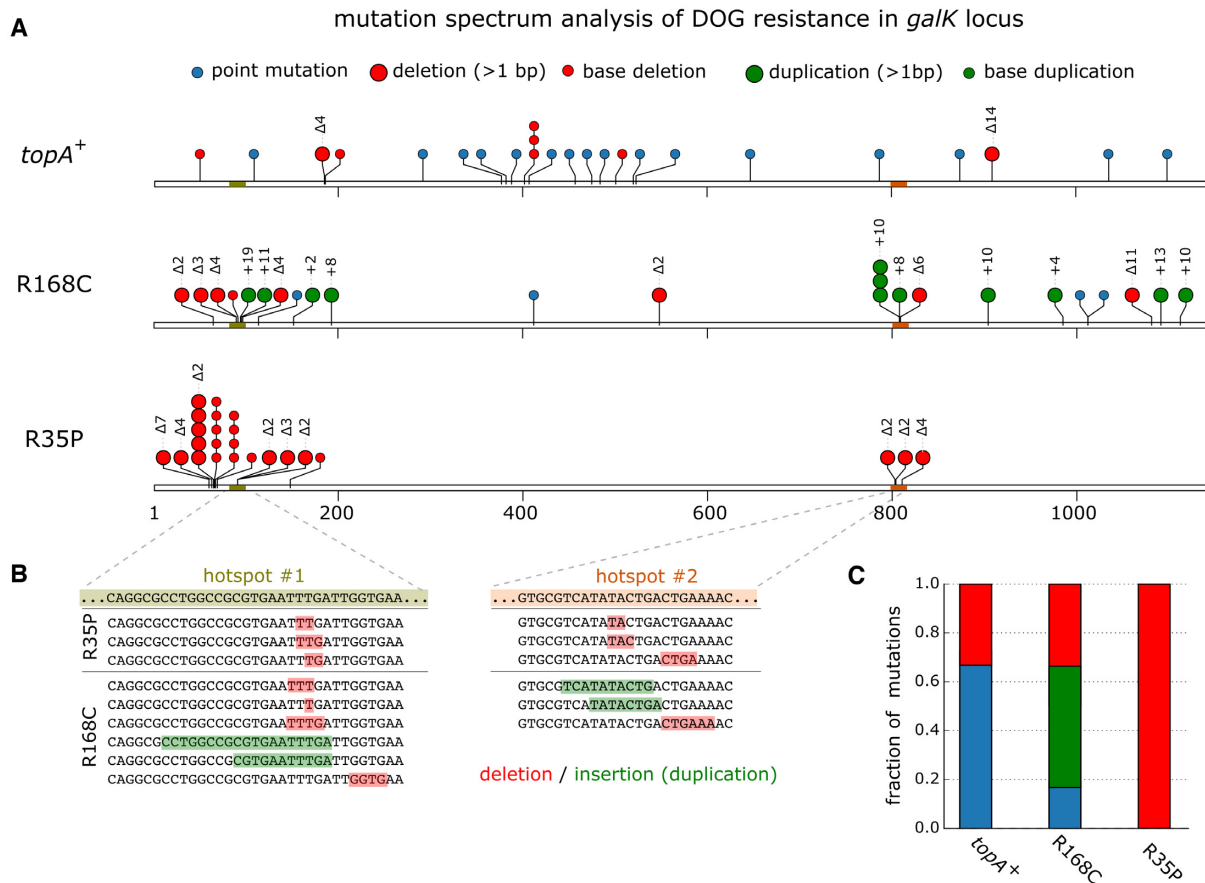 mutation spectrum analysis of DOG resistance in galK locus
A
point mutation deletion (>1 bp) base deletion duplication (>1bp) base duplication
topA+
Δ4 Δ14
R168C
Δ2 Δ3 Δ4 +19 +11 Δ4 +2 +8 Δ2 +10 +8 Δ6 +10 +4 Δ11 +13 +10
R35P
Δ7 Δ4 Δ2 Δ2 Δ3 Δ2 Δ2 Δ2 Δ4
1 200 400 600 800 1000
B
hotspot #1
...CAGGCGCCTGGCCGCGTGAATTTGATTGGTGAA...
R35P
CAGGCGCCTGGCCGCGTGAATTTGATTGGTGAA
CAGGCGCCTGGCCGCGTGAATTTGATTGGTGAA
CAGGCGCCTGGCCGCGTGAATTTGATTGGTGAA
R168C
CAGGCGCCTGGCCGCGTGAATTTGATTGGTGAA
CAGGCGCCTGGCCGCGTGAATTTGATTGGTGAA
CAGGCGCCTGGCCGCGTGAATTTGATTGGTGAA
CAGGCGCCTGGCCGCGTGAATTTGATTGGTGAA
CAGGCGCCTGGCCGCGTGAATTTGATTGGTGAA
CAGGCGCCTGGCCGCGTGAATTTGATTGGTGAA
hotspot #2
...GTGCGTCATATACTGACTGAAAAC...
GTGCGTCATATACTGACTGAAAAC
GTGCGTCATATACTGACTGAAAAC
GTGCGTCATATACTGACTGAAAAC
GTGCGTCATATACTGACTGAAAAC
GTGCGTCATATACTGACTGAAAAC
GTGCGTCATATACTGACTGAAAAC
deletion / insertion (duplication)
C
fraction of mutations
1.0
0.8
0.6
0.4
0.2
0.0
topA+ R168C R35P